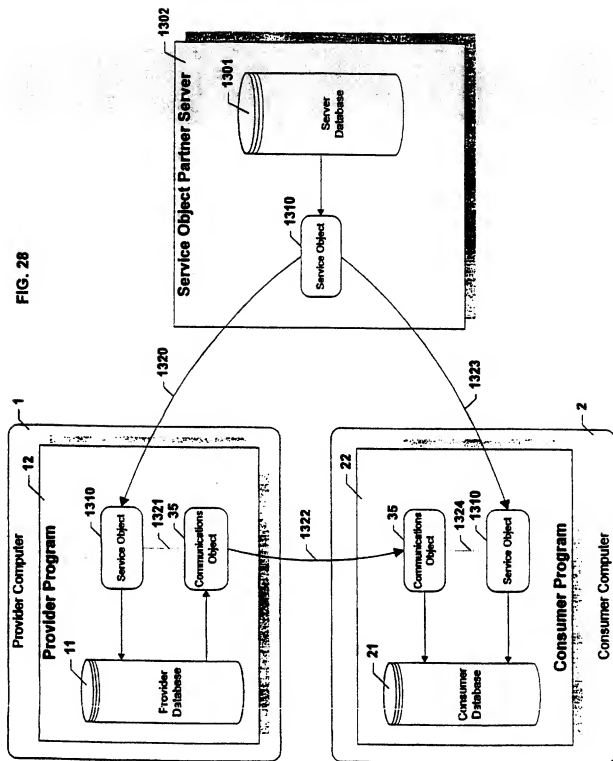 FIG. 28
Provider Computer
1
Provider Program
12
11
Provider
Database
1310
Service Object
1321
35
Communications
Object
1320
1322
Service Object Partner Server
1302
1310
Service Object
1301
Server
Database
1323
2
22
35
Communications
Object
1324
1310
Service Object
21
Consumer
Database
Consumer Program
Consumer Computer